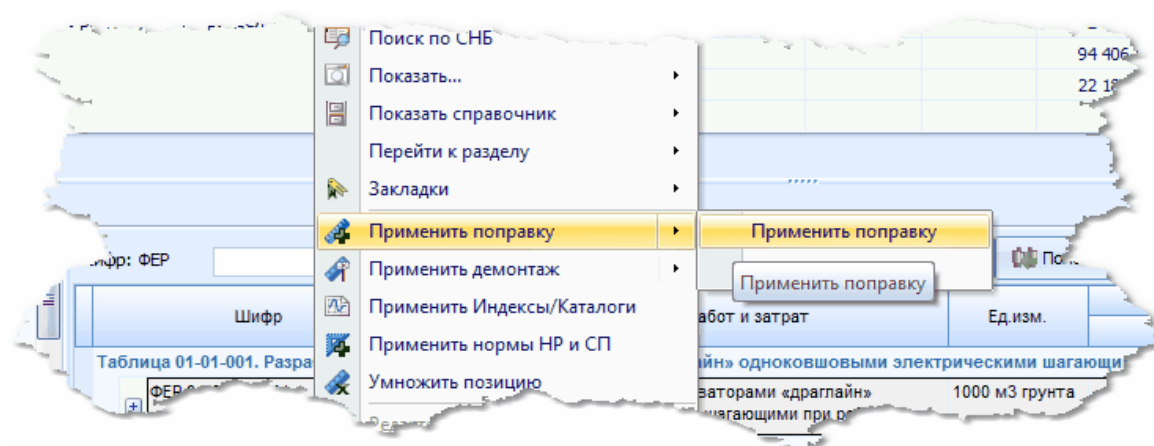 Поиск по СНБ
Показать...
94 406
Показать справочник
22 18
Перейти к разделу
Закладки
Применить поправку
Применить поправку
ифр: ФЕР
Применить демонтаж
Применить поправку
Применить Индексы/Каталоги
Шифр
абот и затрат
Ед.изм.
Применить нормы НР и СП
Таблица 01-01-001. Разра
айн» одноковшовыми электрическими шагающи
Умножить позицию
ваторами «драглайн»
1000 м3 грунта
шагающими при